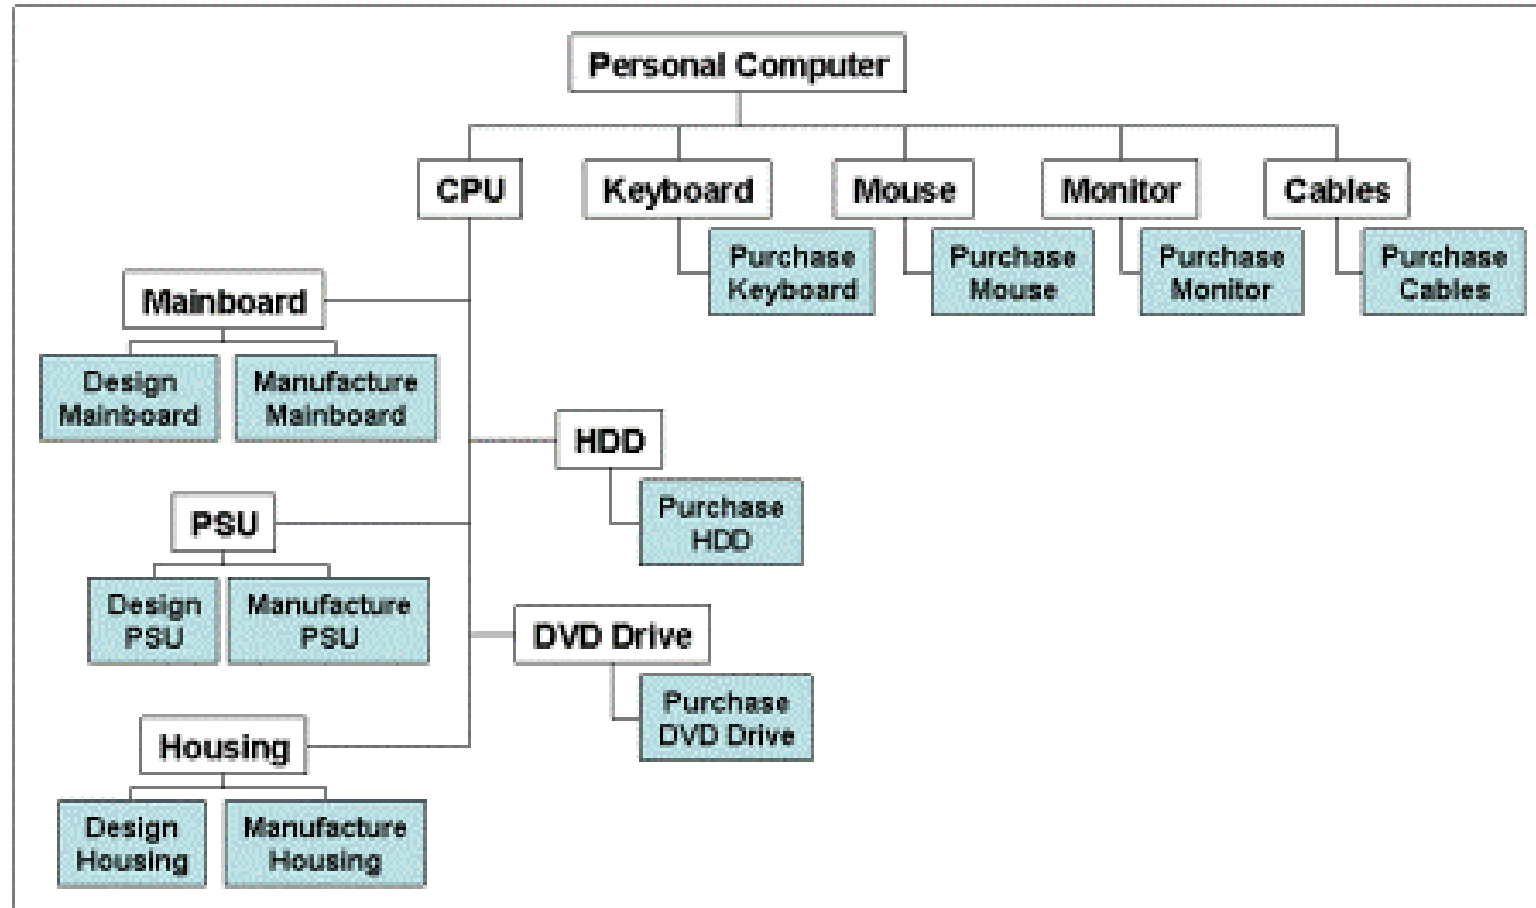 Personal Computer
CPU
Keyboard
Mouse
Monitor
Cables
Purchase
Keyboard
Purchase
Mouse
Purchase
Monitor
Purchase
Cables
Mainboard
Design
Mainboard
Manufacture
Mainboard
HDD
Purchase
HDD
PSU
Design
PSU
Manufacture
PSU
DVD Drive
Purchase
DVD Drive
Housing
Design
Housing
Manufacture
Housing